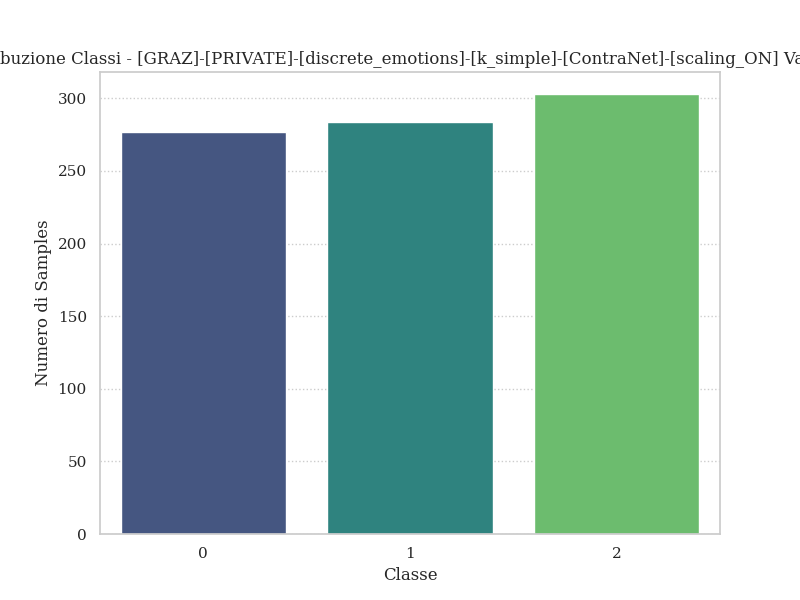 buzione Classi - [GRAZ]-[PRIVATE]-[discrete_emotions]-[k_simple]-[ContraNet]-[scaling_ON] Va
300
250
200
150
100
50
0
Numero di Samples
0 1 2
Classe